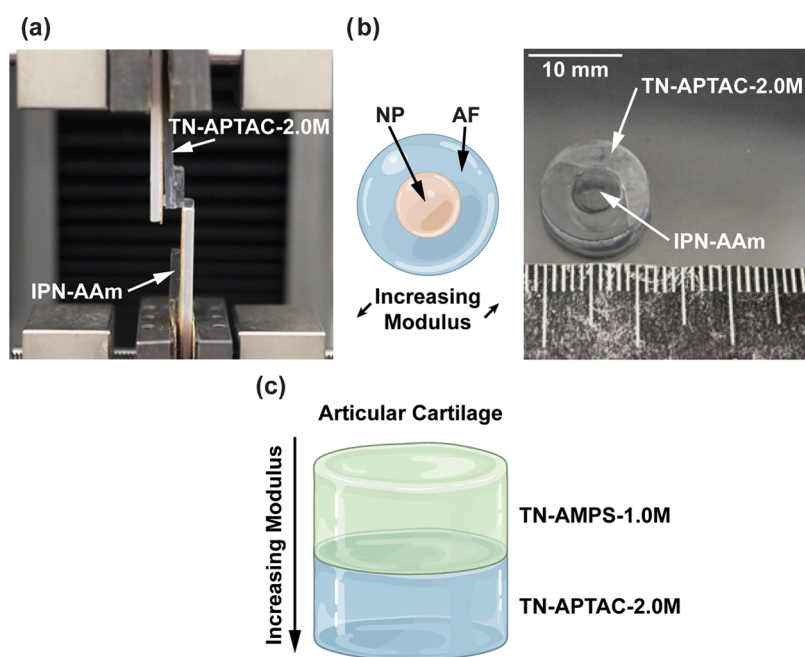 (a)
TN-APTAC-2.0M
IPN-AAm
(b)
NP
AF
Increasing
Modulus
10 mm
TN-APTAC-2.0M
IPN-AAm
(c)
Articular Cartilage
Increasing Modulus
TN-AMPS-1.0M
TN-APTAC-2.0M